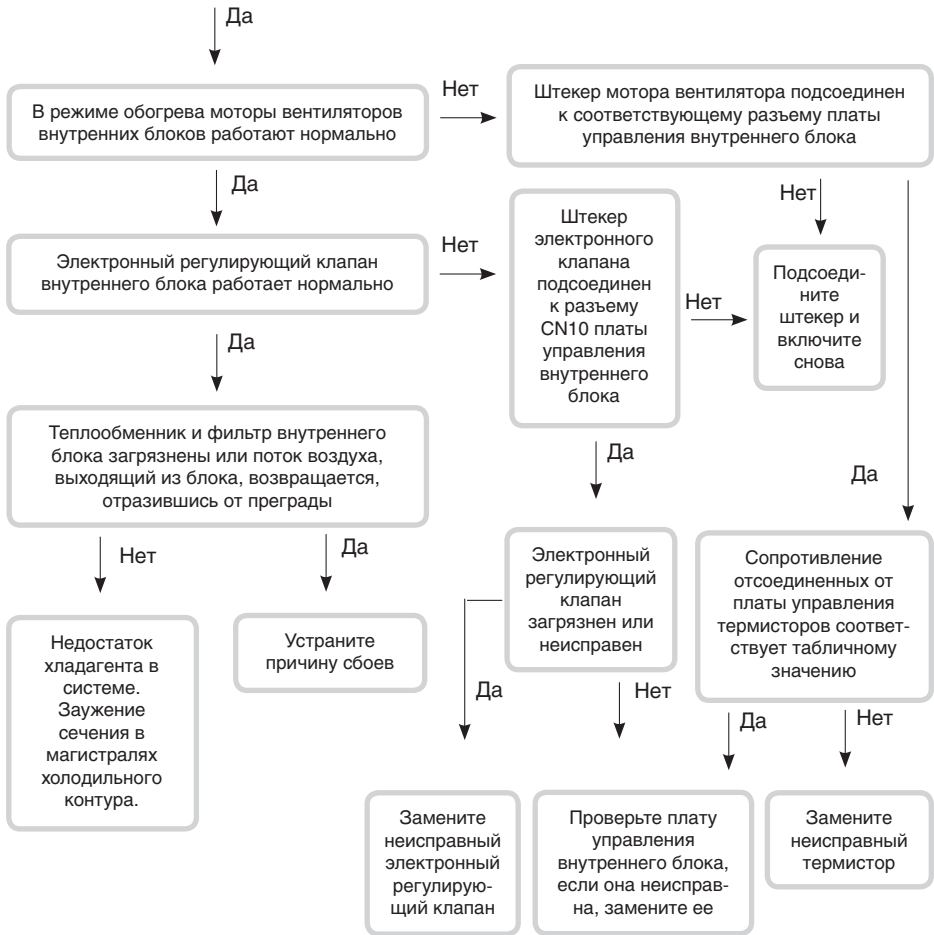 Да
В режиме обогрева моторы вентиляторов
внутренних блоков работают нормально
Нет
Штекер мотора вентилятора подсоединен
к соответствующему разъему платы
управления внутреннего блока
Да
Нет
Электронный регулирующий клапан
внутреннего блока работает нормально
Нет
Штекер
электронного
клапана
подсоединен
к разъему
CN10 платы
управления
внутреннего
блока
Нет
Подсоеди-
ните
штекер и
включите
снова
Да
Да
Да
Теплообменник и фильтр внутреннего
блока загрязнены или поток воздуха,
выходящий из блока, возвращается,
отразившись от преграды
Нет
Да
Недостаток
хладагента в
системе.
Заужение
сечения в
магистралях
холодильного
контура.
Устраните
причину сбоев
Электронный
регулирующий
клапан
загрязнен или
неисправен
Сопротивление
отсоединенных от
платы управления
термисторов соответ-
ствует табличному
значению
Да
Нет
Да
Нет
Замените
неисправный
электронный
регулирую-
щий клапан
Проверьте плату
управления
внутреннего блока,
если она неисправ-
на, замените ее
Замените
неисправный
термистор